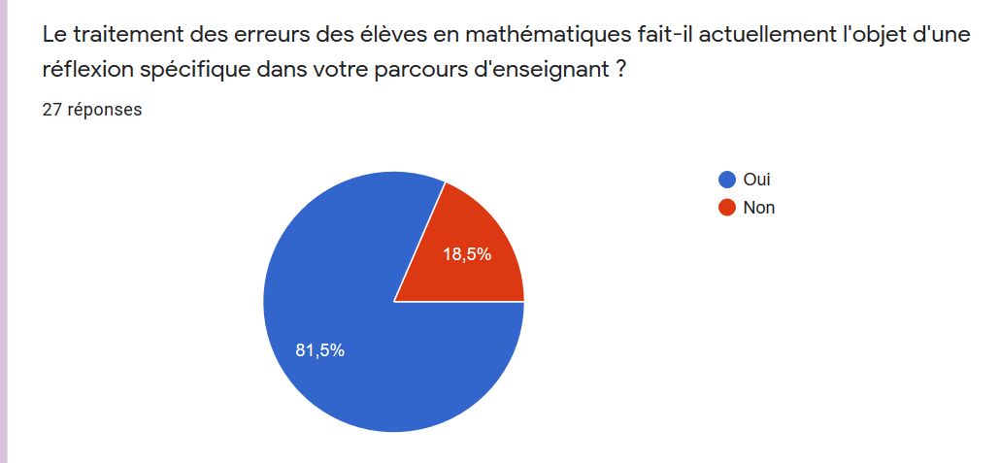 Le traitement des erreurs des élèves en mathématiques fait-il actuellement l'objet d'une
réflexion spécifique dans votre parcours d'enseignant ?
27 réponses
Oui
Non
18,5%
81,5%